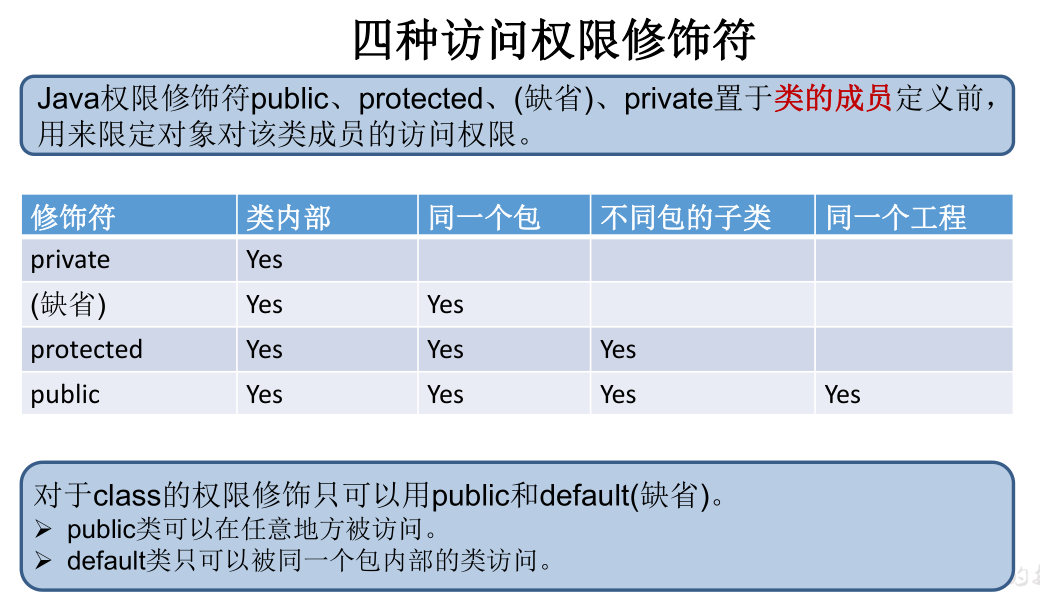 四种访问权限修饰符
Java权限修饰符public、protected、(缺省)、private置于类的成员定义前，
用来限定对象对该类成员的访问权限。
修饰符 类内部 同一个包 不同包的子类 同一个工程
private Yes
(缺省) Yes Yes
protected Yes Yes Yes
public Yes Yes Yes Yes
对于class的权限修饰只可以用public和default(缺省)。
➢ public类可以在任意地方被访问。
➢ default类只可以被同一个包内部的类访问。